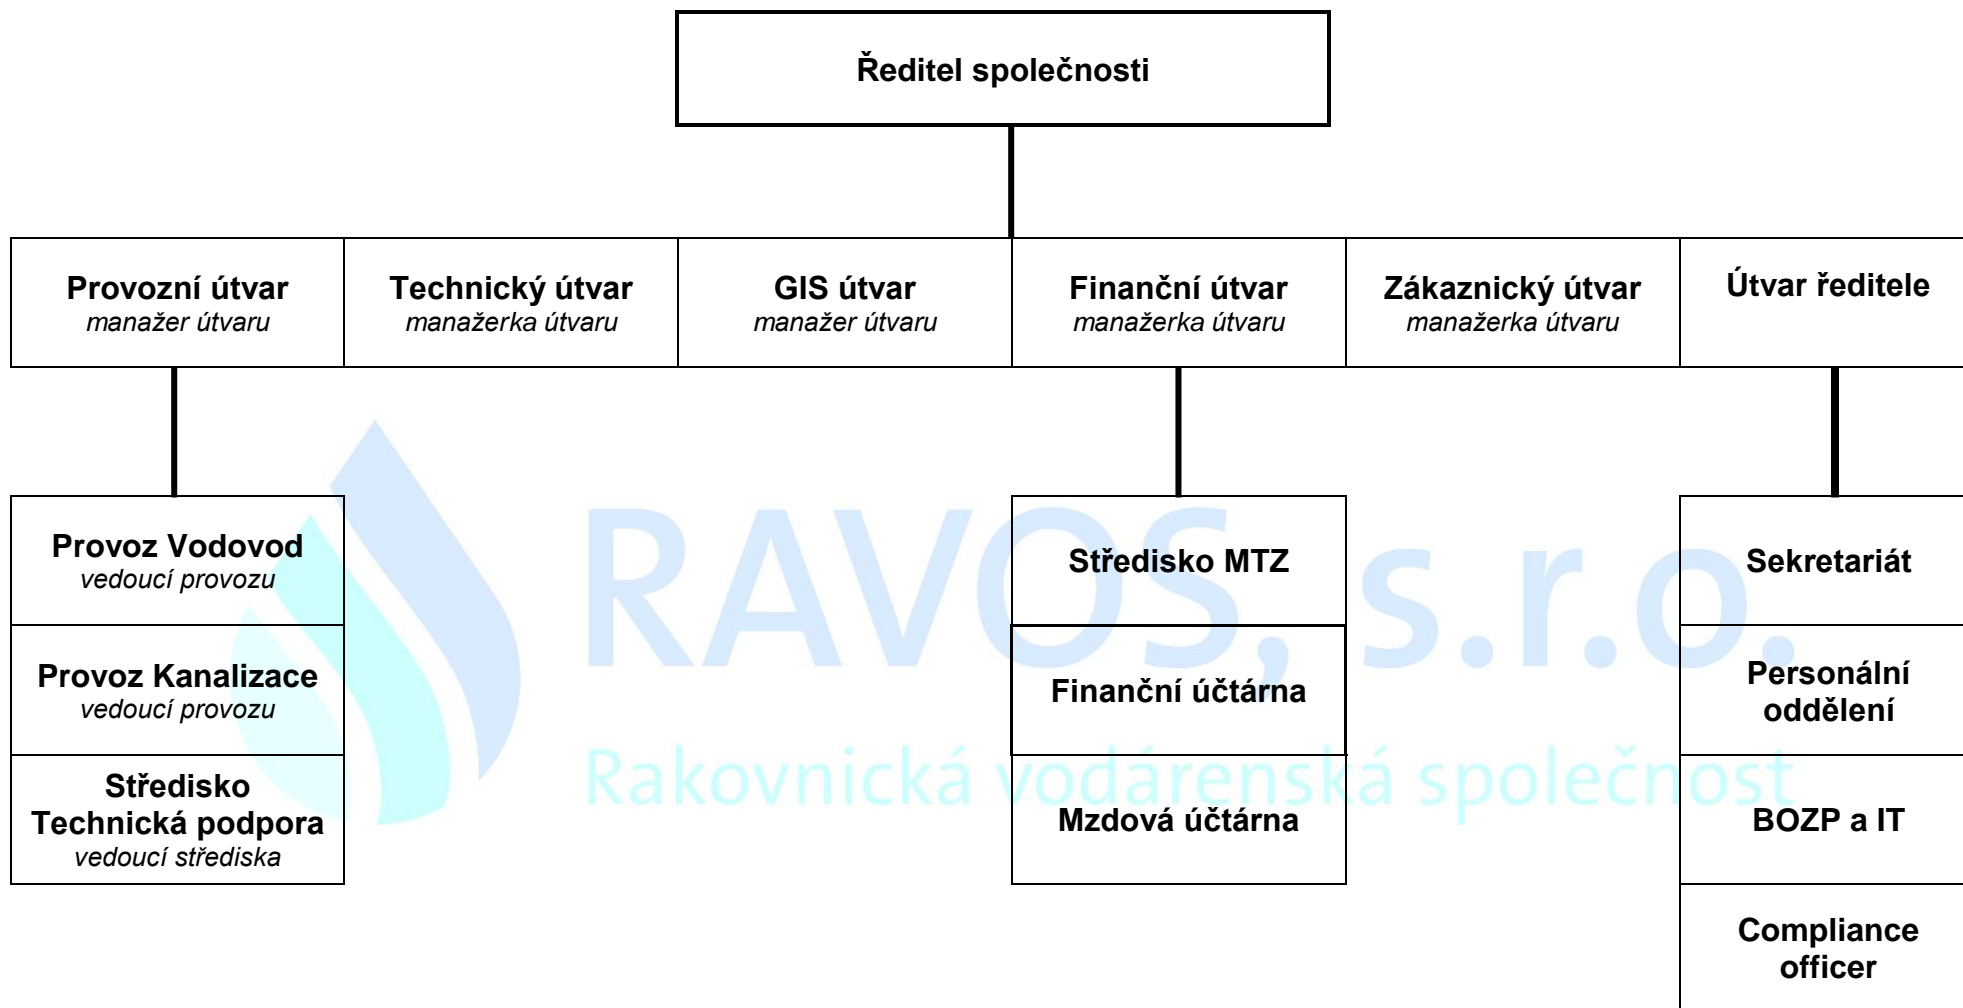 Ředitel společnosti
Provozní útvar
manažer útvaru
Technický útvar
manažerka útvaru
GIS útvar
manažer útvaru
Finanční útvar
manažerka útvaru
Zákaznický útvar
manažerka útvaru
Útvar ředitele
Provoz Vodovod
vedoucí provozu
Provoz Kanalizace
vedoucí provozu
Středisko
Technická podpora
vedoucí střediska
Středisko MTZ
Finanční účtárna
Mzdová účtárna
Sekretariát
Personální
oddělení
BOZP a IT
Compliance
officer
RAVOS, s.r.o.
Rakovnická vodárenská společnost